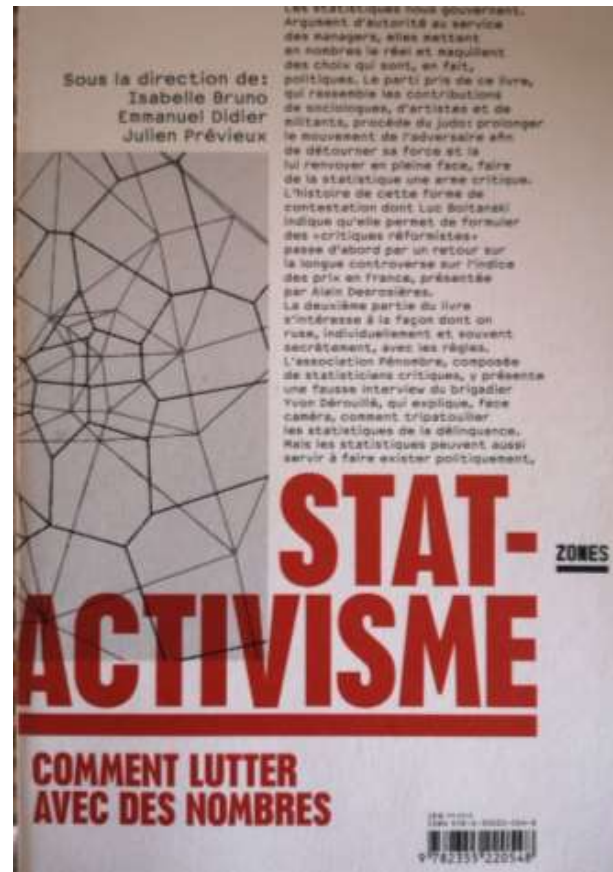 Les statistiques nous gouvernent.
Argument d'autorité au service
des managers, elles mettent
en nombres le réel et maquillent
des choix qui sont, en fait,
politiques. Le parti pris de ce livre,
qui rassemble les contributions
de sociologues, d'artistes et de
militants, procède du judo: prolonger
le mouvement de l'adversaire afin
de détourner sa force et la
lui renvoyer en pleine face, faire
de la statistique une arme critique.
L'histoire de cette forme de
contestation dont Luc Boltanski
indique qu'elle permet de formuler
des «critiques réformistes»
passe d'abord par un retour sur
la longue controverse sur l'indice
des prix en France, présentée
par Alain Desrosières.
La deuxième partie du livre
s'intéresse à la façon dont on
ruse, individuellement et souvent
secrètement, avec les règles.
L'association Pénombre, composée
de statisticiens critiques, y présente
une fausse interview du brigadier
Yvon Dérouillé, qui explique, face
caméra, comment tripatouiller
les statistiques de la délinquance.
Mais les statistiques peuvent aussi
servir à faire exister politiquement,
Sous la direction de:
Isabelle Bruno
Emmanuel Didier
Julien Prévieux
STAT-
ACTIVISME
ZONES
COMMENT LUTTER
AVEC DES NOMBRES
9 782355 220548